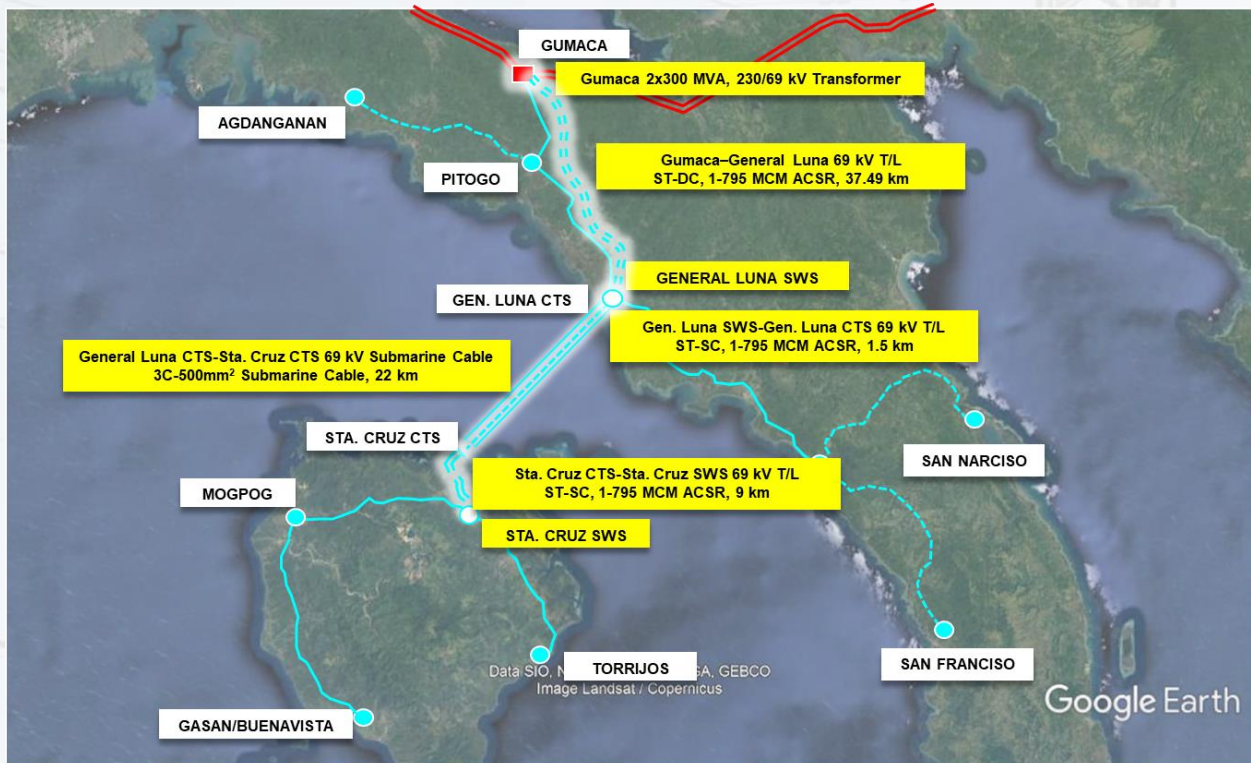 GUMACA
Gumaca 2x300 MVA, 230/69 kV Transformer
AGDANGANAN
Gumaca–General Luna 69 kV T/L
ST-DC, 1-795 MCM ACSR, 37.49 km
PITOGO
GENERAL LUNA SWS
GEN. LUNA CTS
Gen. Luna SWS-Gen. Luna CTS 69 kV T/L
ST-SC, 1-795 MCM ACSR, 1.5 km
General Luna CTS-Sta. Cruz CTS 69 kV Submarine Cable
3C-500mm² Submarine Cable, 22 km
STA. CRUZ CTS
SAN NARCISO
Sta. Cruz CTS-Sta. Cruz SWS 69 kV T/L
ST-SC, 1-795 MCM ACSR, 9 km
MOGPOG
STA. CRUZ SWS
TORRIJOS
SAN FRANCISO
Data SIO, GEBCO
Image Landsat / Copernicus
Google Earth
GASAN/BUENAVISTA